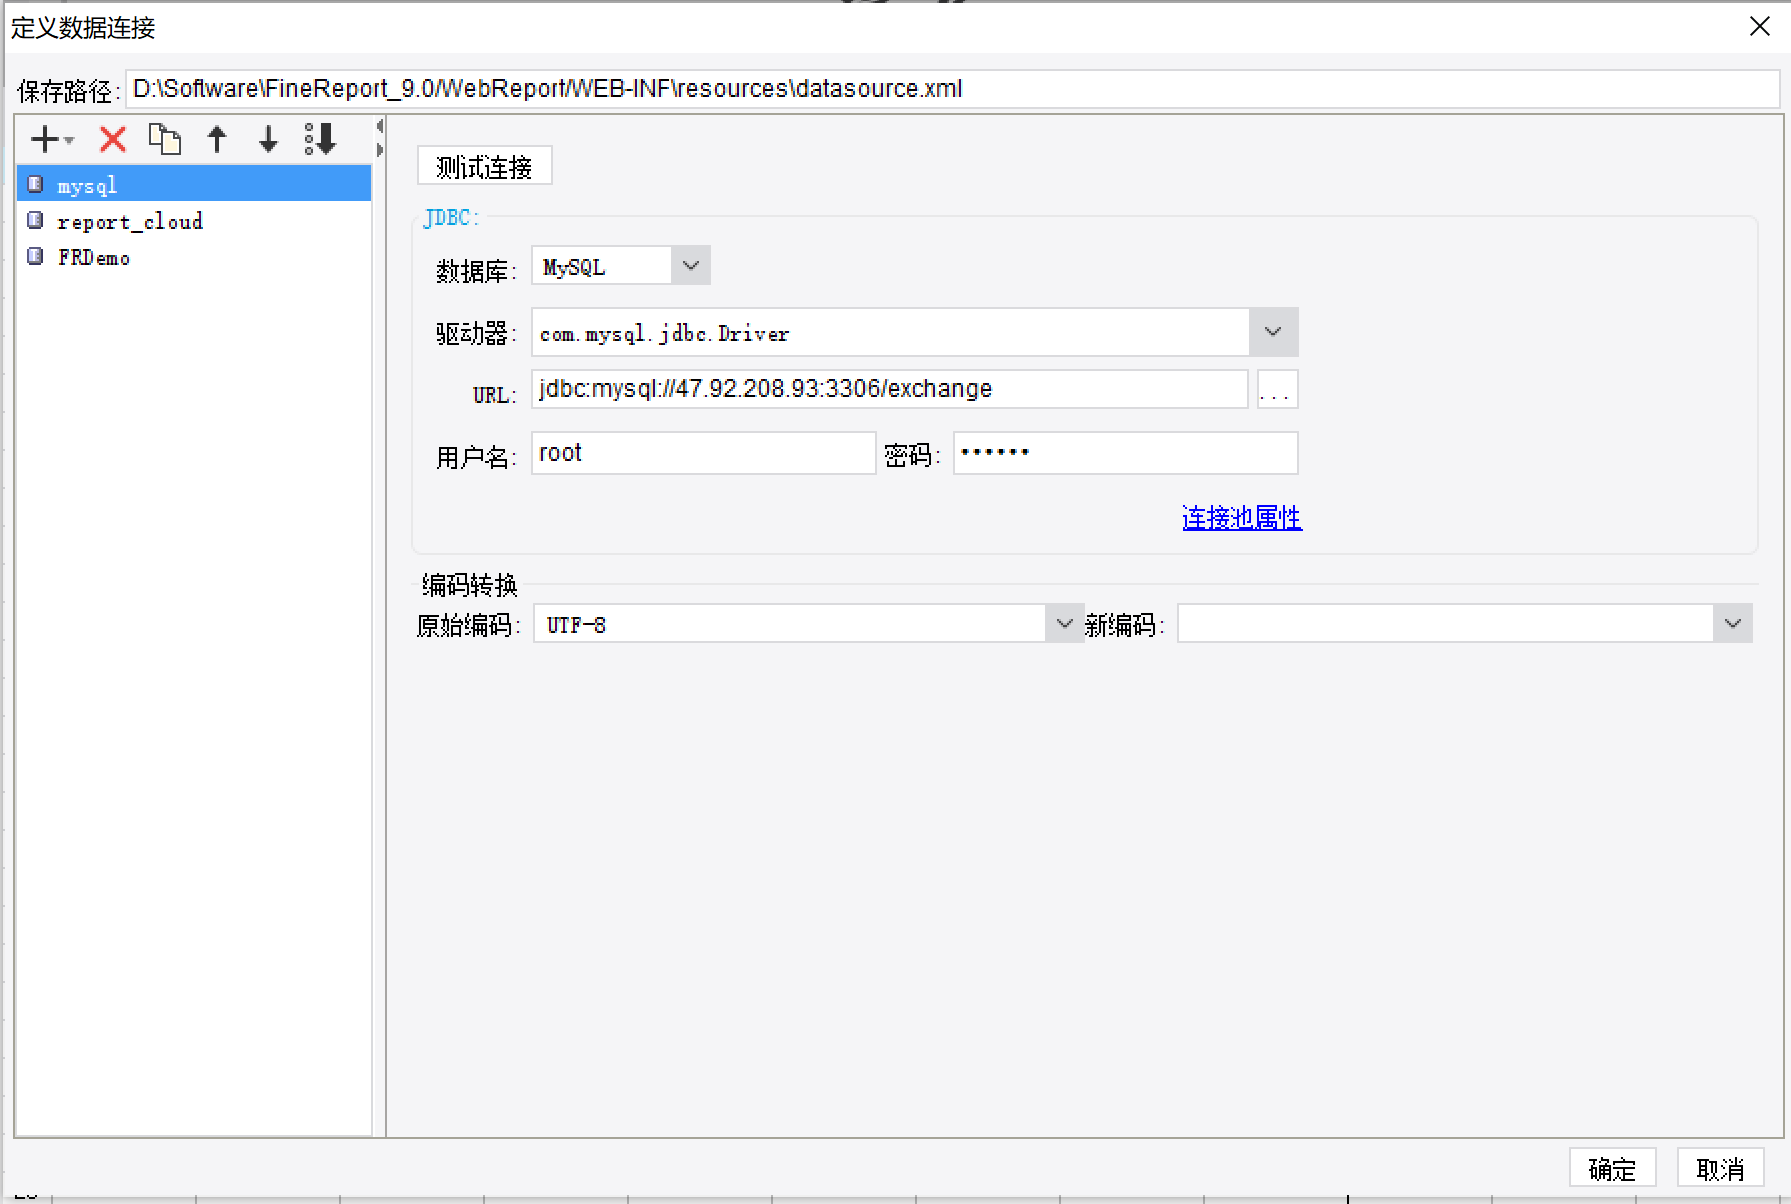 定义数据连接
保存路径: D:\Software\FineReport_9.0/WebReport/WEB-INF\resources\datasource.xml
mysql
report_cloud
FRDemo
测试连接
JDBC:
数据库: MySQL
驱动器: com.mysql.jdbc.Driver
URL: jdbc:mysql://47.92.208.93:3306/exchange ...
用户名: root 密码: ••••••
连接池属性
编码转换
原始编码: UTF-8 新编码:
确定 取消